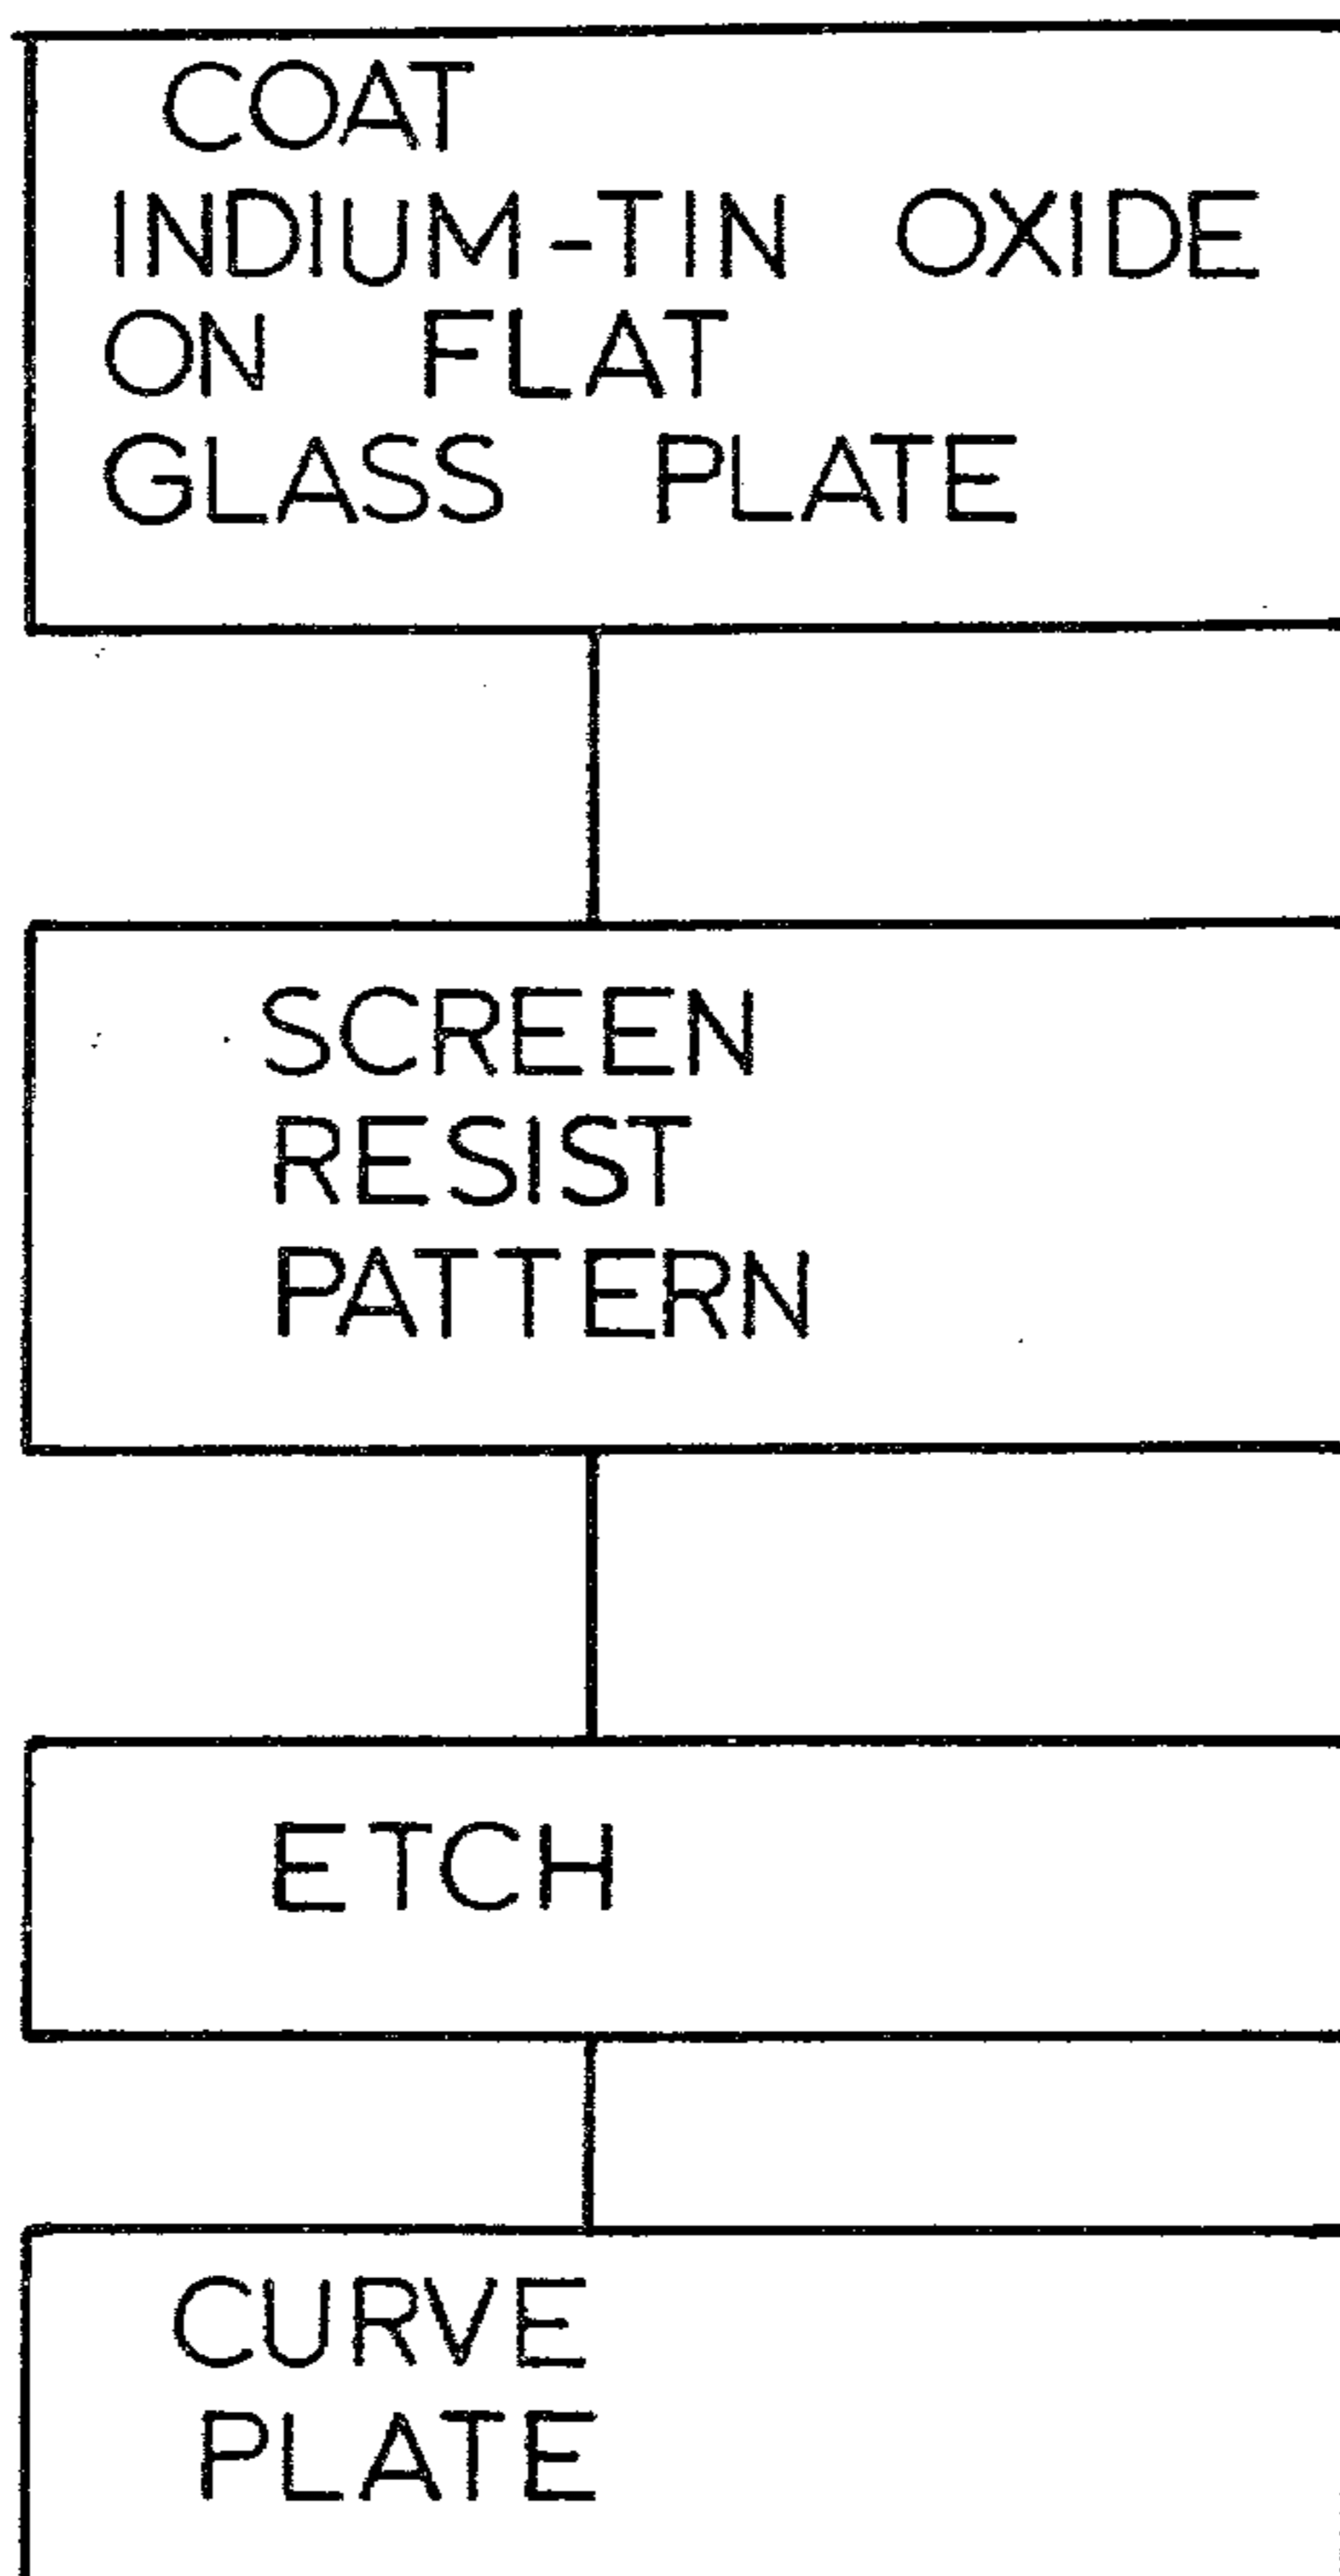 COAT
INDIUM-TIN OXIDE
ON FLAT
GLASS PLATE
SCREEN
RESIST
PATTERN
ETCH
CURVE
PLATE